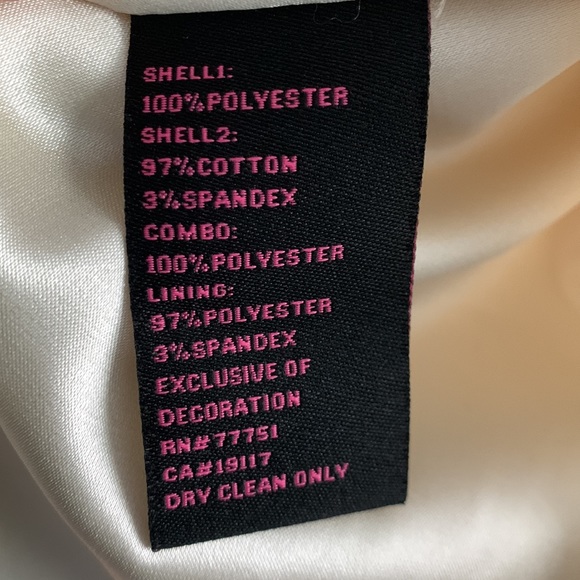 SHELL1:
100%POLYESTER
SHELL2:
97%COTTON
3%SPANDEX
COMBO:
100%POLYESTER
LINING:
97%POLYESTER
3%SPANDEX
EXCLUSIVE OF
DECORATION
RN#77751
CA#19117
DRY CLEAN ONLY